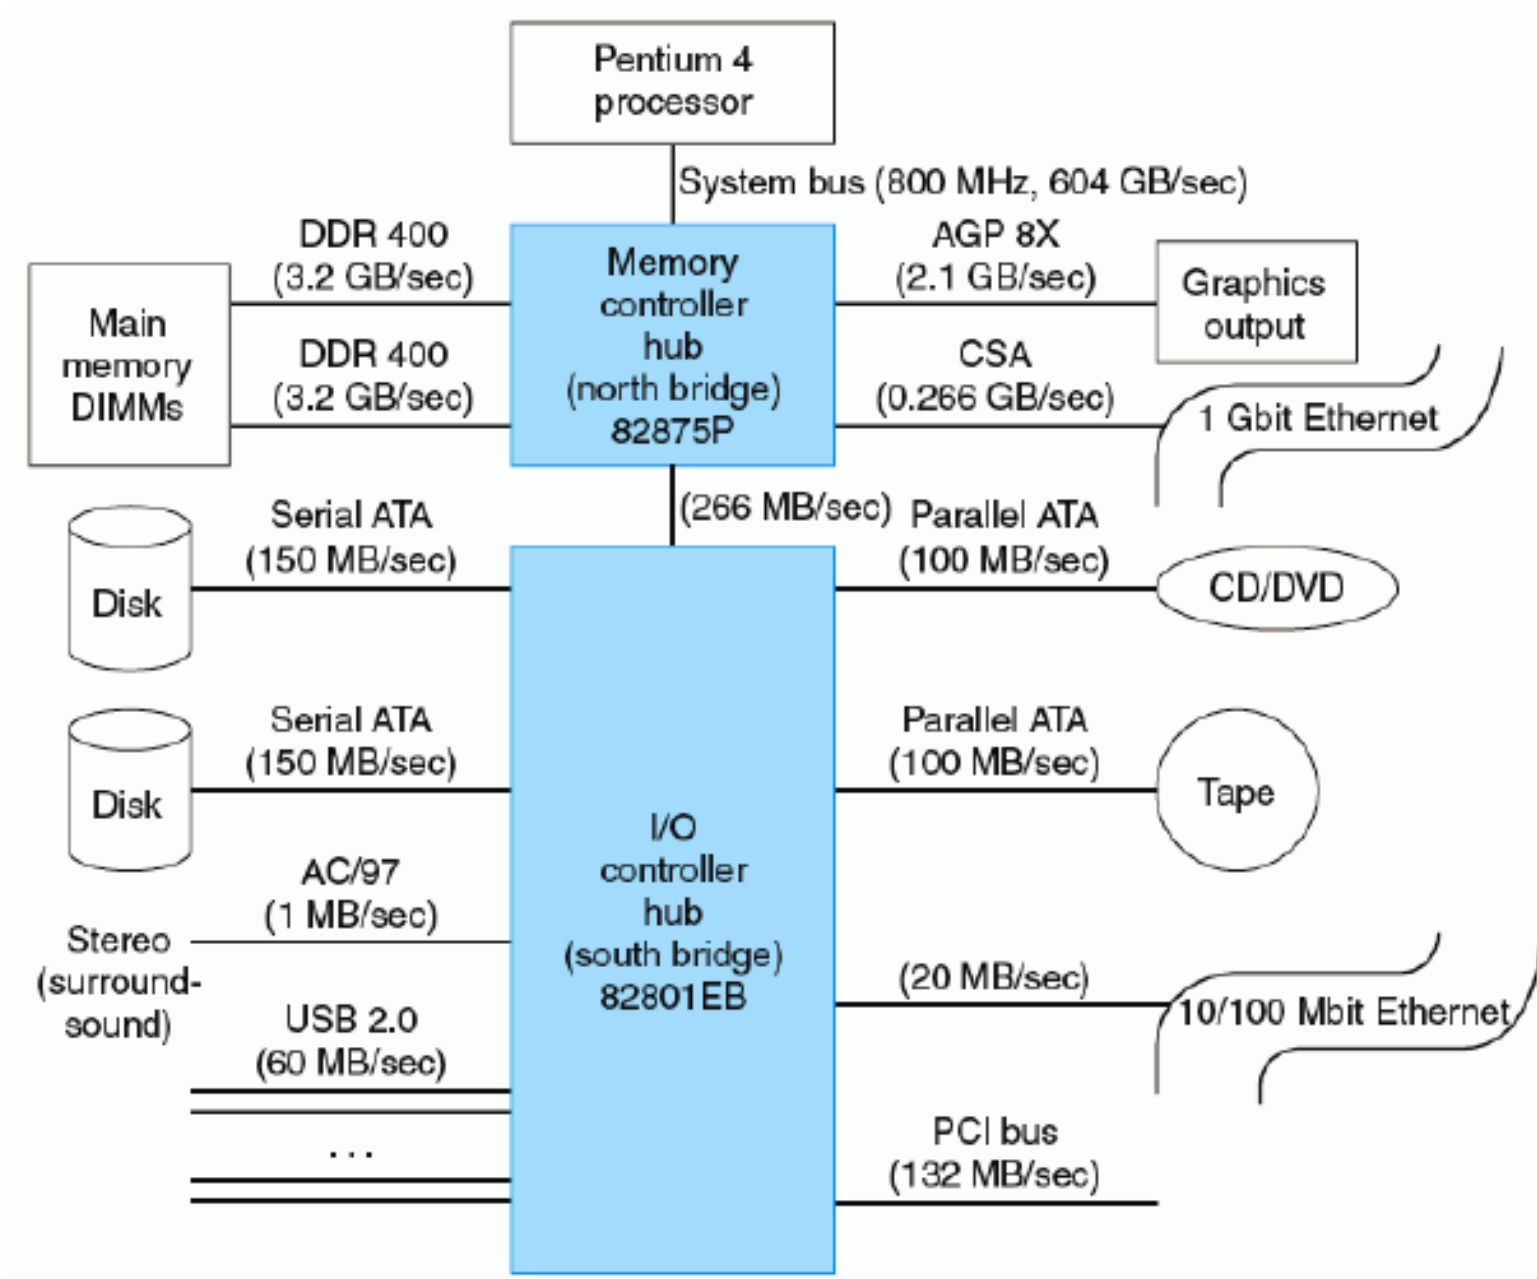 Pentium 4
processor
System bus (800 MHz, 604 GB/sec)
DDR 400
(3.2 GB/sec)
AGP 8X
(2.1 GB/sec)
Main
memory
DIMMs
Memory
controller
hub
(north bridge)
82875P
Graphics
output
DDR 400
(3.2 GB/sec)
CSA
(0.266 GB/sec)
1 Gbit Ethernet
(266 MB/sec)
Serial ATA
(150 MB/sec)
Disk
Parallel ATA
(100 MB/sec)
CD/DVD
Serial ATA
(150 MB/sec)
Disk
Parallel ATA
(100 MB/sec)
Tape
I/O
controller
hub
(south bridge)
82801EB
AC/97
(1 MB/sec)
Stereo
(surround-
sound)
(20 MB/sec)
10/100 Mbit Ethernet
USB 2.0
(60 MB/sec)
. . .
PCI bus
(132 MB/sec)